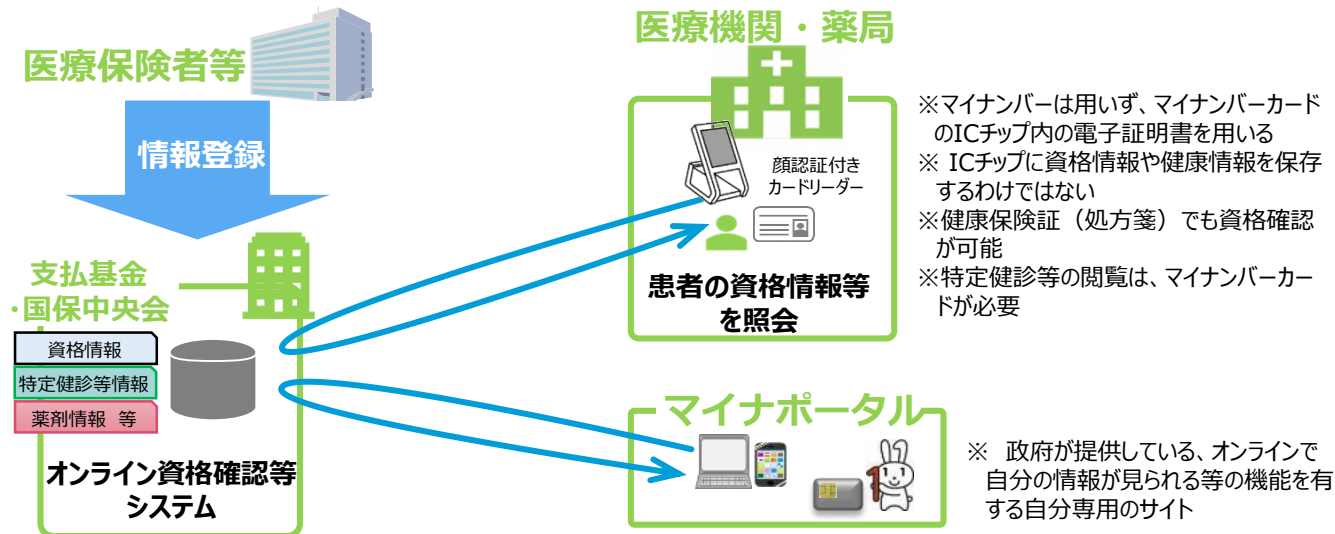 医療保険者等
情報登録
支払基金
・国保中央会
資格情報
特定健診等情報
薬剤情報 等
オンライン資格確認等
システム
医療機関・薬局
顔認証付き
カードリーダー
患者の資格情報等
を照会
※マイナンバーは用いず、マイナンバーカード
のICチップ内の電子証明書を用いる
※ ICチップに資格情報や健康情報を保存
するわけではない
※健康保険証（処方箋）でも資格確認
が可能
※特定健診等の閲覧は、マイナンバーカー
ドが必要
マイナポータル
※ 政府が提供している、オンラインで
自分の情報が見られる等の機能を有
する自分専用のサイト